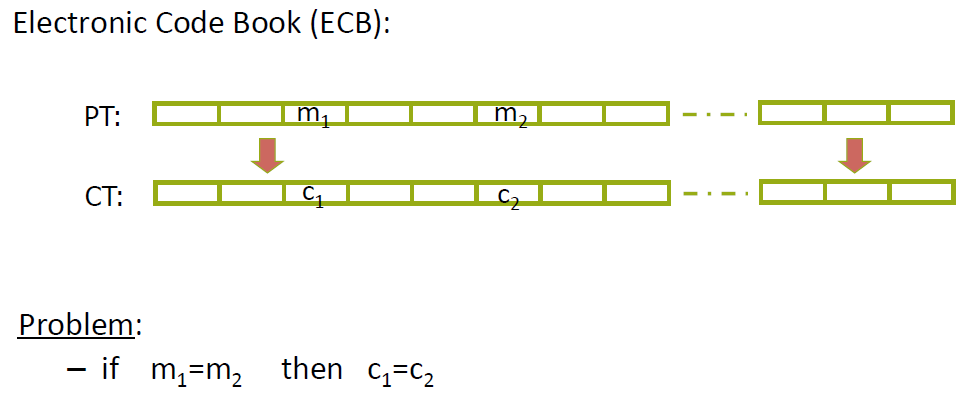 Electronic Code Book (ECB):
PT: m₁ m₂
CT: c₁ c₂
Problem:
– if m₁=m₂ then c₁=c₂